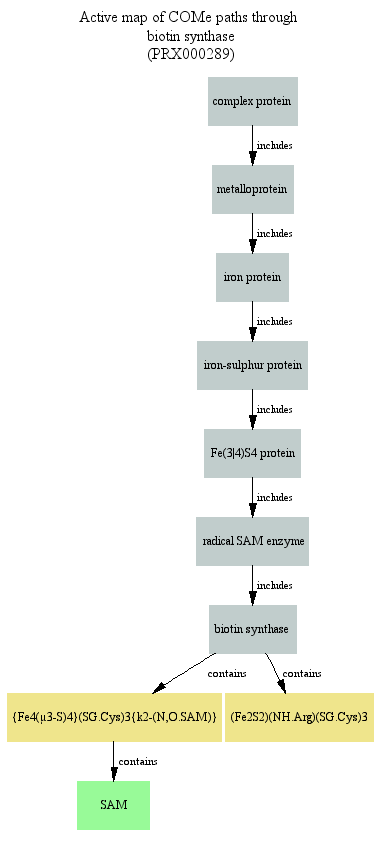 Active map of COMe paths through
biotin synthase
(PRX000289)
complex protein
includes
metalloprotein
includes
iron protein
includes
iron-sulphur protein
includes
Fe(3|4)S4 protein
includes
radical SAM enzyme
includes
biotin synthase
contains
contains
{Fe4(µ3-S)4}(SG.Cys)3{k2-(N,O.SAM)}
(Fe2S2)(NH.Arg)(SG.Cys)3
contains
SAM